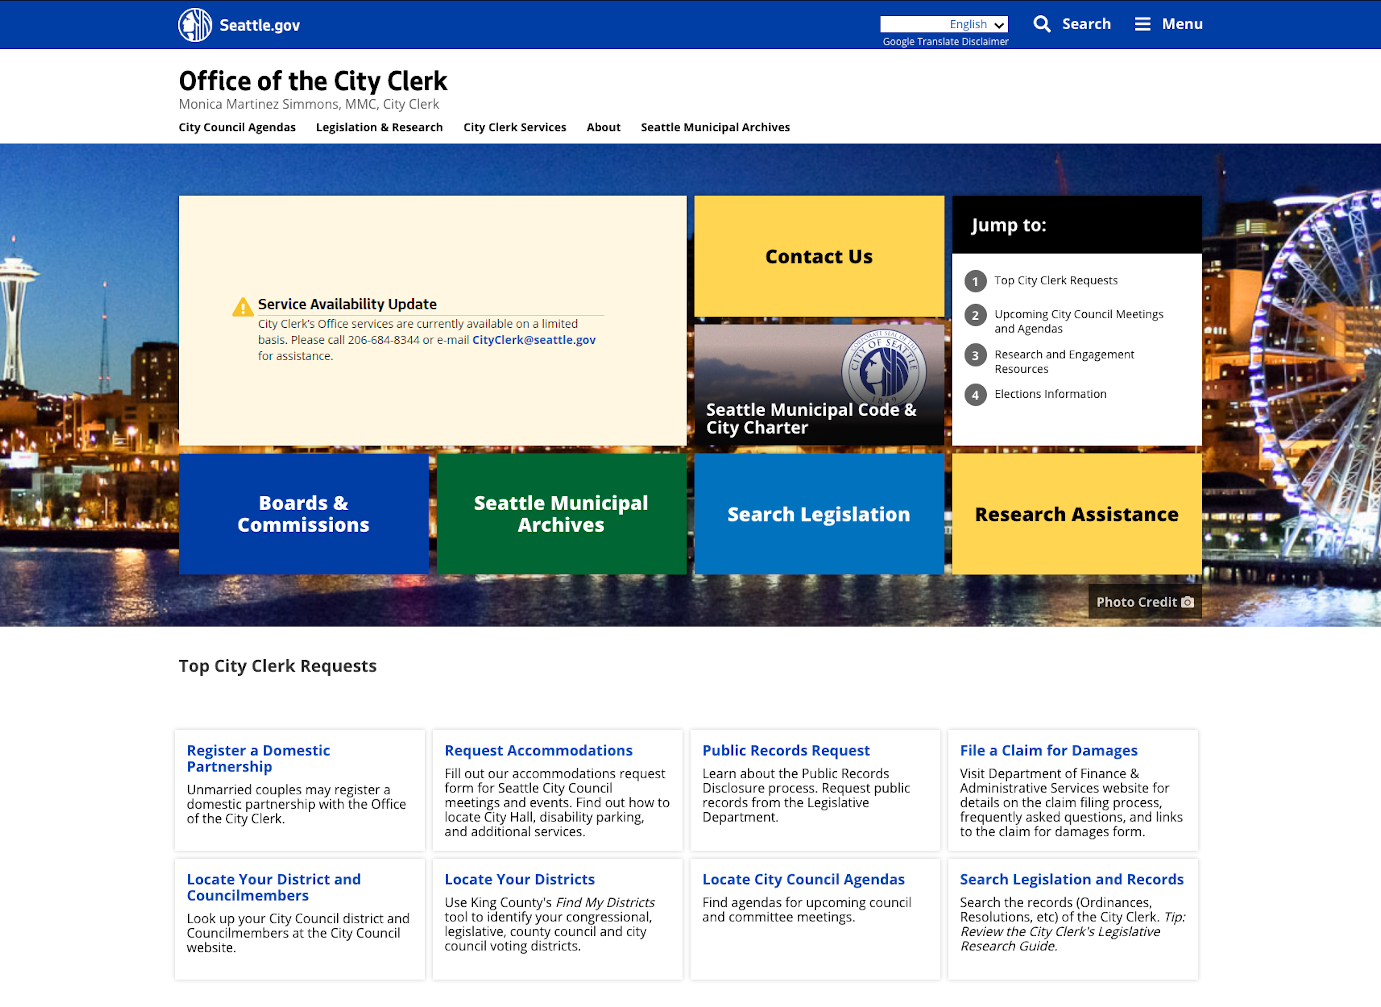 Seattle.gov
English
Google Translate Disclaimer
Search
Menu
Office of the City Clerk
Monica Martinez Simmons, MMC, City Clerk
City Council Agendas
Legislation & Research
City Clerk Services
About
Seattle Municipal Archives
Service Availability Update
City Clerk's Office services are currently available on a limited
basis. Please call 206-684-8344 or e-mail CityClerk@seattle.gov
for assistance.
Contact Us
CORPORATE SEAL OF THE
CITY OF SEATTLE
1869
Seattle Municipal Code &
City Charter
Jump to:
1 Top City Clerk Requests
2 Upcoming City Council Meetings
and Agendas
3 Research and Engagement
Resources
4 Elections Information
Boards &
Commissions
Seattle Municipal
Archives
Search Legislation
Research Assistance
Photo Credit
Top City Clerk Requests
Register a Domestic
Partnership
Unmarried couples may register a
domestic partnership with the Office
of the City Clerk.
Request Accommodations
Fill out our accommodations request
form for Seattle City Council
meetings and events. Find out how to
locate City Hall, disability parking,
and additional services.
Public Records Request
Learn about the Public Records
Disclosure process. Request public
records from the Legislative
Department.
File a Claim for Damages
Visit Department of Finance &
Administrative Services website for
details on the claim filing process,
frequently asked questions, and links
to the claim for damages form.
Locate Your District and
Councilmembers
Look up your City Council district and
Councilmembers at the City Council
website.
Locate Your Districts
Use King County's Find My Districts
tool to identify your congressional,
legislative, county council and city
council voting districts.
Locate City Council Agendas
Find agendas for upcoming council
and committee meetings.
Search Legislation and Records
Search the records (Ordinances,
Resolutions, etc) of the City Clerk. Tip:
Review the City Clerk's Legislative
Research Guide.